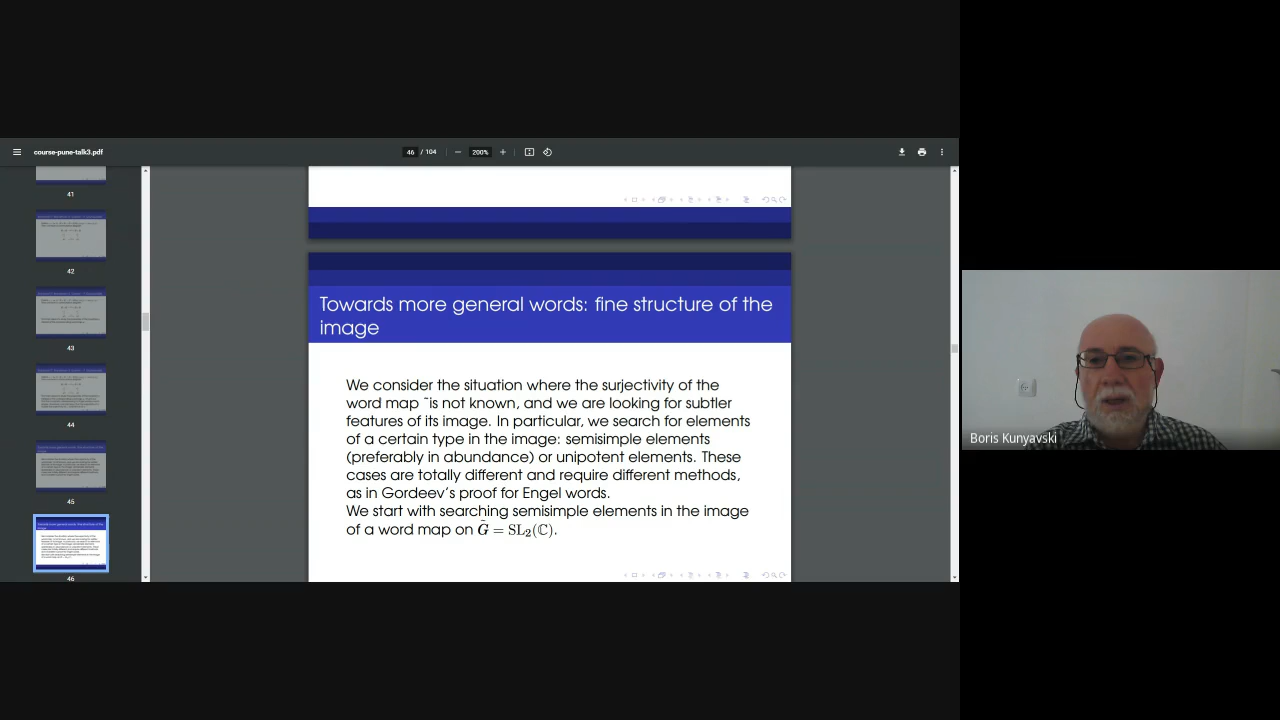 course-pune-talk3.pdf
46 / 104
200%
41
42
43
44
45
46
Towards more general words: fine structure of the
image
We consider the situation where the surjectivity of the
word map ˜is not known, and we are looking for subtler
features of its image. In particular, we search for elements
of a certain type in the image: semisimple elements
(preferably in abundance) or unipotent elements. These
cases are totally different and require different methods,
as in Gordeev's proof for Engel words.
We start with searching semisimple elements in the image
of a word map on G̃ = SL₂(ℂ).
Boris Kunyavski